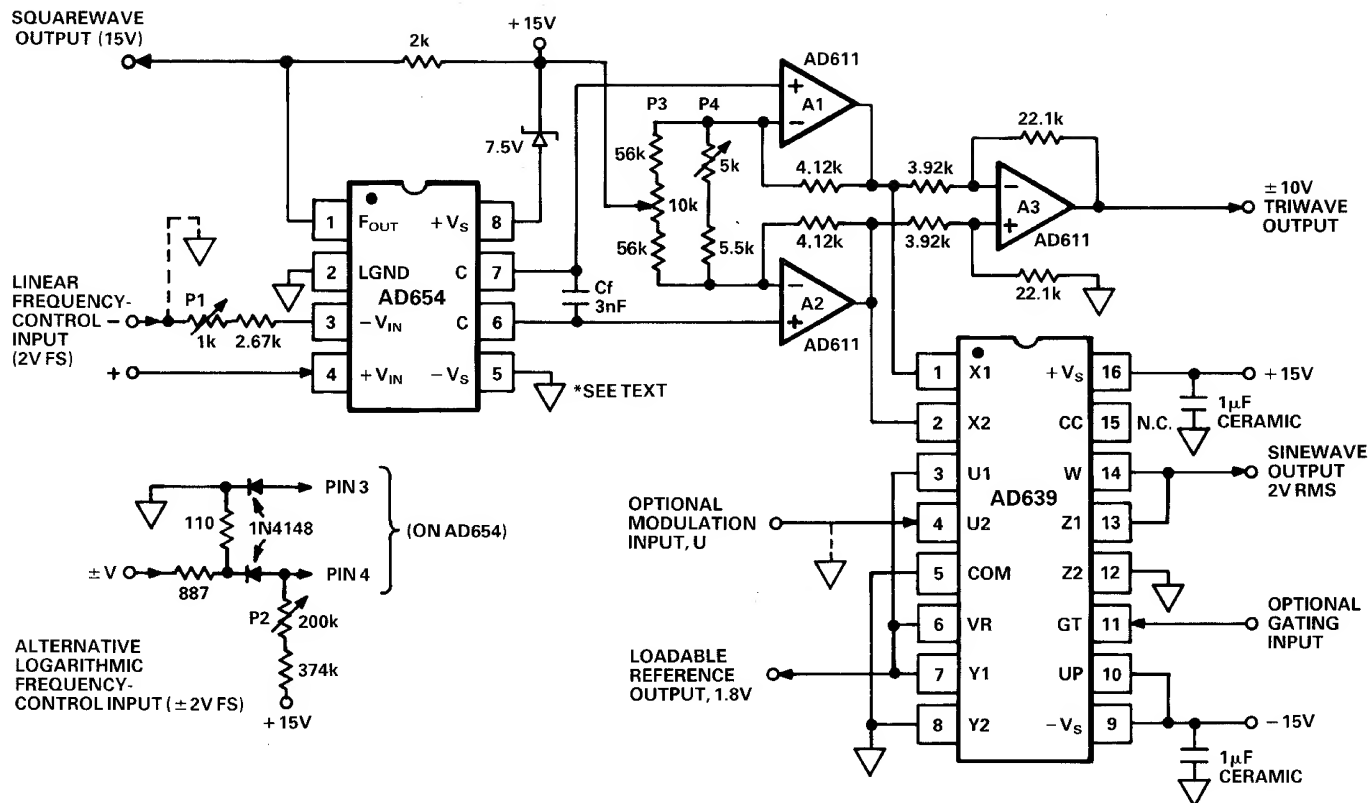 SQUAREWAVE
OUTPUT (15V)
2k
+15V
7.5V
1 FOUT
+VS 8
2 LGND
C 7
AD654
3 −VIN
C 6
4 +VIN
−VS 5
*SEE TEXT
LINEAR
FREQUENCY-
CONTROL
INPUT
(2V FS)
−
+
P1
1k
2.67k
Cf
3nF
P3
P4
56k
10k
56k
5k
5.5k
AD611
+
−
A1
4.12k
4.12k
3.92k
3.92k
−
+
A2
AD611
22.1k
−
+
A3
AD611
22.1k
±10V
TRIWAVE
OUTPUT
1 X1
+VS 16
2 X2
CC 15
N.C.
3 U1
W 14
AD639
4 U2
Z1 13
5 COM
Z2 12
6 VR
GT 11
7 Y1
UP 10
8 Y2
−VS 9
+15V
1μF
CERAMIC
SINEWAVE
OUTPUT
2V RMS
OPTIONAL
GATING
INPUT
−15V
1μF
CERAMIC
OPTIONAL
MODULATION
INPUT, U
LOADABLE
REFERENCE
OUTPUT, 1.8V
PIN 3
110
1N4148
(ON AD654)
±V
887
PIN 4
P2
200k
374k
+15V
ALTERNATIVE
LOGARITHMIC
FREQUENCY-
CONTROL INPUT (±2V FS)